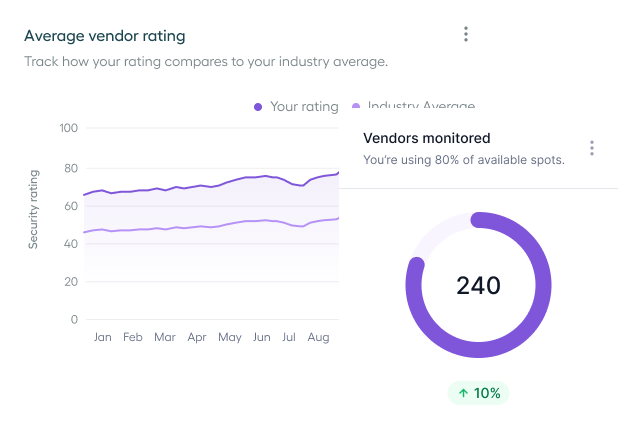 Average vendor rating
Track how your rating compares to your industry average.
Your rating
Industry Average
100
80
60
40
20
0
Security rating
Jan Feb Mar Apr May Jun Jul Aug
Vendors monitored
You're using 80% of available spots.
240
10%